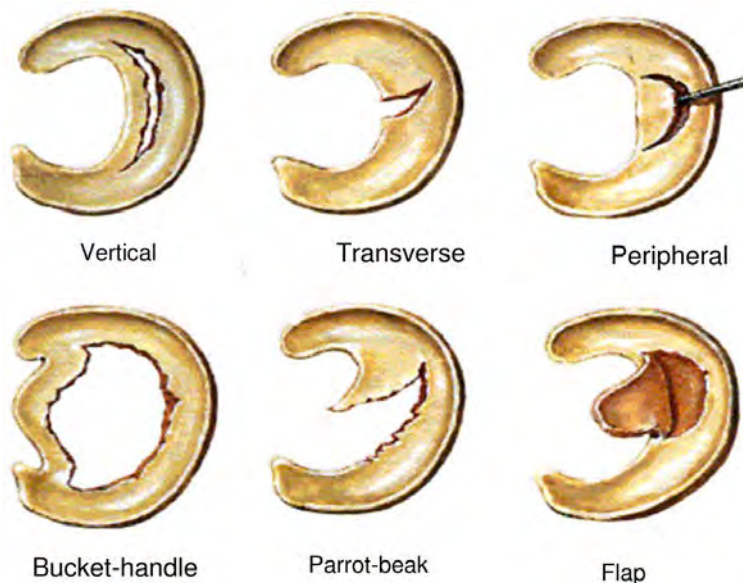 Vertical
Transverse
Peripheral
Bucket-handle
Parrot-beak
Flap